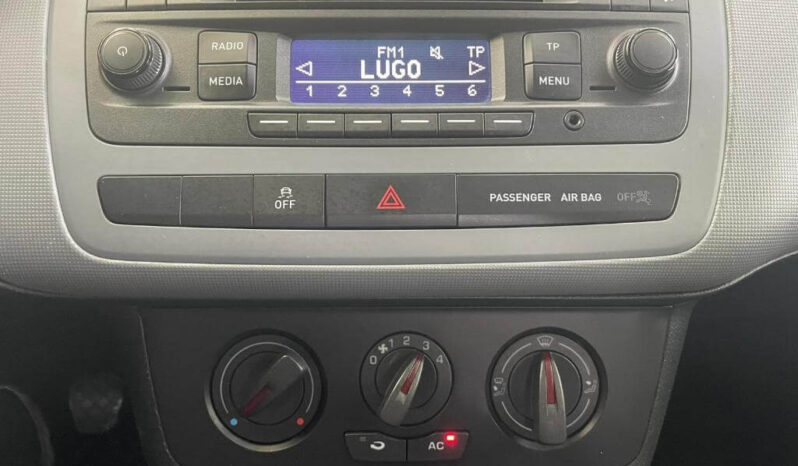 RADIO
MEDIA
FM1 TP
LUGO
1 2 3 4 5 6
TP
MENU
OFF
PASSENGER AIR BAG OFF
0 1 2 3 4
AC